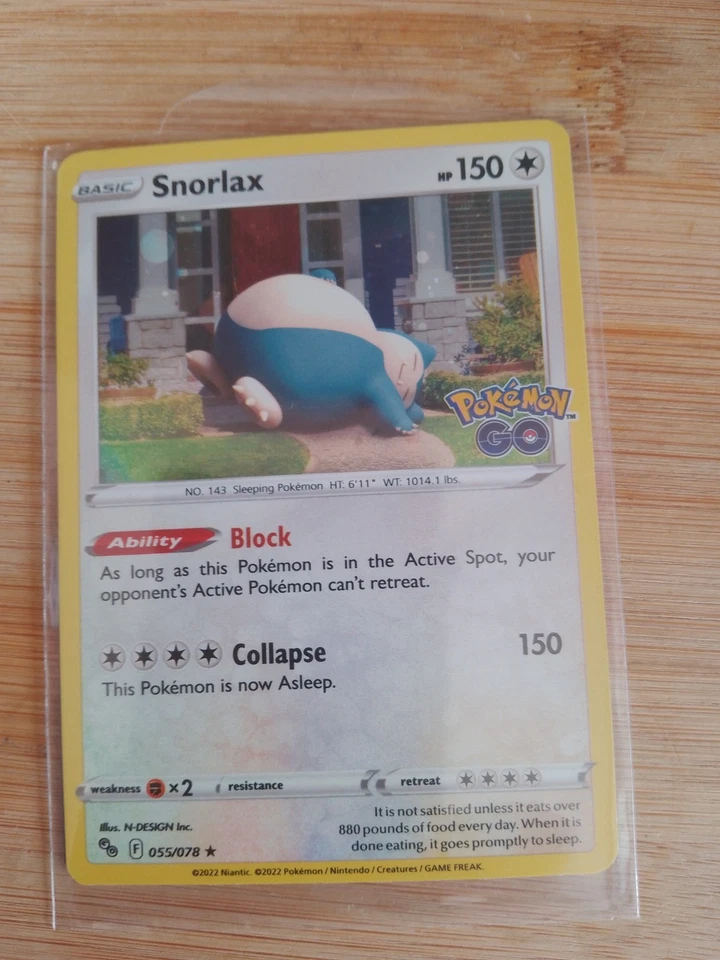 BASIC Snorlax HP 150
POKéMON™
GO
NO. 143 Sleeping Pokémon HT: 6'11" WT: 1014.1 lbs.
Ability Block
As long as this Pokémon is in the Active Spot, your
opponent's Active Pokémon can't retreat.
Collapse 150
This Pokémon is now Asleep.
weakness ×2 resistance retreat
It is not satisfied unless it eats over
880 pounds of food every day. When it is
done eating, it goes promptly to sleep.
Illus. N-DESIGN Inc.
GO F 055/078 ★
©2022 Niantic. ©2022 Pokémon / Nintendo / Creatures / GAME FREAK.